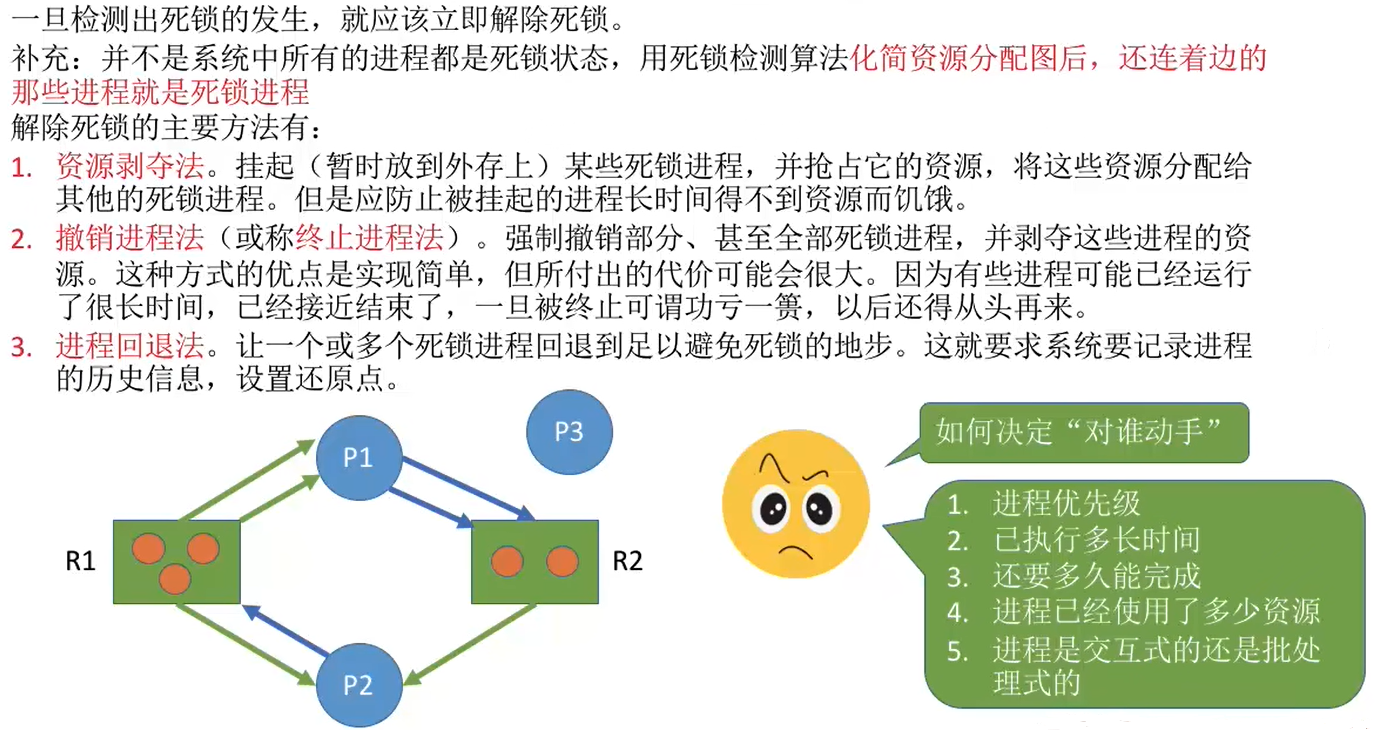 一旦检测出死锁的发生，就应该立即解除死锁。
补充：并不是系统中所有的进程都是死锁状态，用死锁检测算法化简资源分配图后，还连着边的
那些进程就是死锁进程
解除死锁的主要方法有：
1. 资源剥夺法。挂起（暂时放到外存上）某些死锁进程，并抢占它的资源，将这些资源分配给
其他的死锁进程。但是应防止被挂起的进程长时间得不到资源而饥饿。
2. 撤销进程法（或称终止进程法）。强制撤销部分、甚至全部死锁进程，并剥夺这些进程的资
源。这种方式的优点是实现简单，但所付出的代价可能会很大。因为有些进程可能已经运行
了很长时间，已经接近结束了，一旦被终止可谓功亏一篑，以后还得从头再来。
3. 进程回退法。让一个或多个死锁进程回退到足以避免死锁的地步。这就要求系统要记录进程
的历史信息，设置还原点。
P1
P3
R1
R2
P2
如何决定“对谁动手”
1. 进程优先级
2. 已执行多长时间
3. 还要多久能完成
4. 进程已经使用了多少资源
5. 进程是交互式的还是批处
理式的